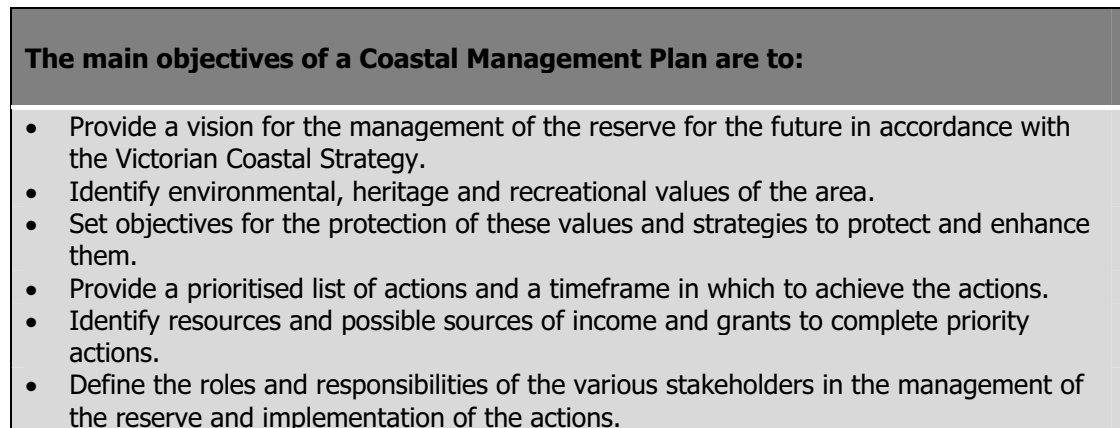 The main objectives of a Coastal Management Plan are to:
• Provide a vision for the management of the reserve for the future in accordance with
the Victorian Coastal Strategy.
• Identify environmental, heritage and recreational values of the area.
• Set objectives for the protection of these values and strategies to protect and enhance
them.
• Provide a prioritised list of actions and a timeframe in which to achieve the actions.
• Identify resources and possible sources of income and grants to complete priority
actions.
• Define the roles and responsibilities of the various stakeholders in the management of
the reserve and implementation of the actions.